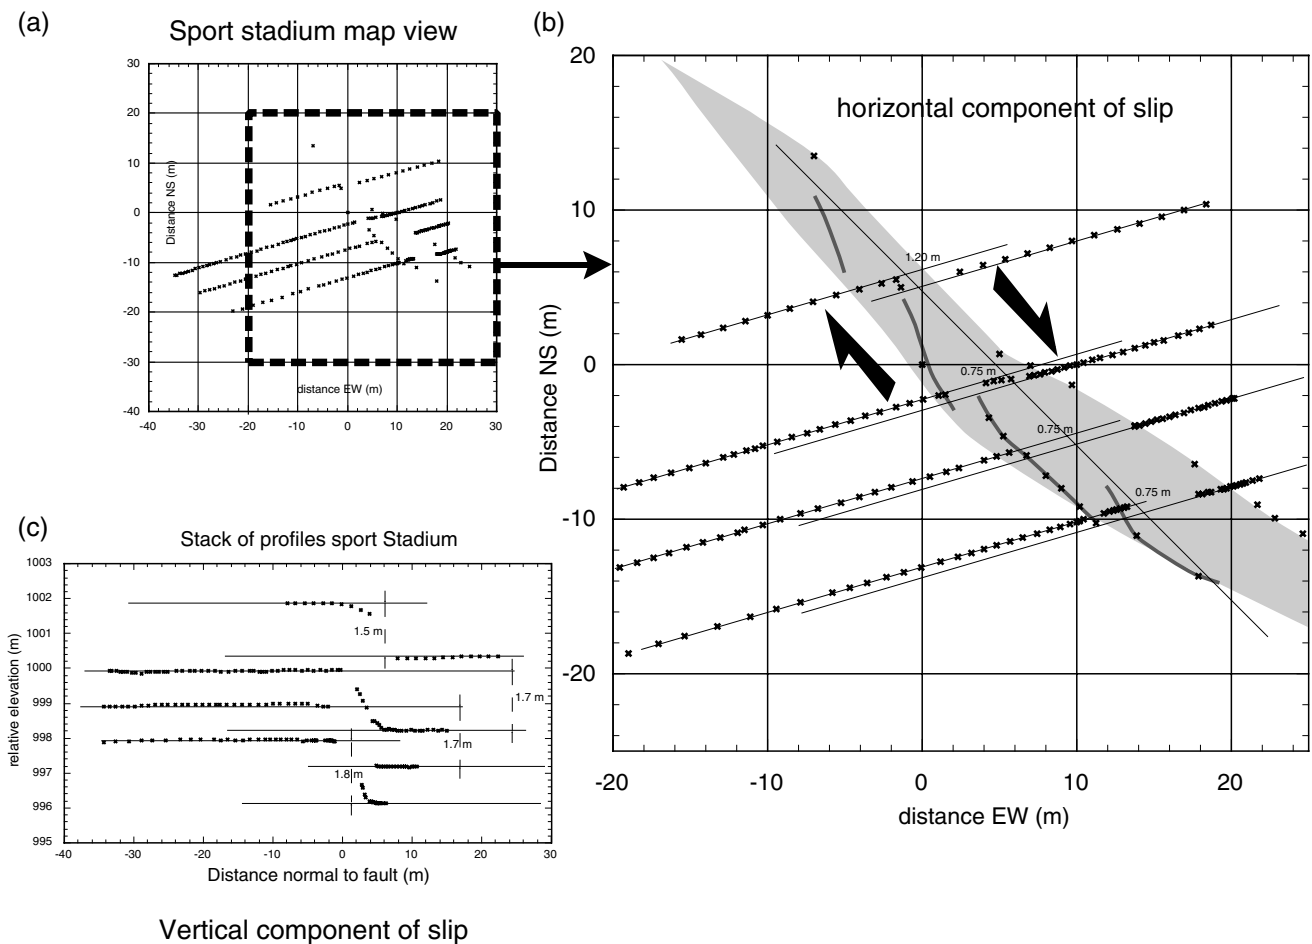 (a)
Sport stadium map view
30
20
10
0
-10
-20
-30
-40
Distance NS (m)
distance EW (m)
-40 -30 -20 -10 0 10 20 30
(b)
horizontal component of slip
20
10
0
-10
-20
Distance NS (m)
1.20 m
0.75 m
0.75 m
0.75 m
-20 -10 0 10 20
distance EW (m)
(c)
Stack of profiles sport Stadium
1003
1002
1001
1000
999
998
997
996
995
relative elevation (m)
1.5 m
1.7 m
1.7m
1.8 m
-40 -30 -20 -10 0 10 20 30
Distance normal to fault (m)
Vertical component of slip